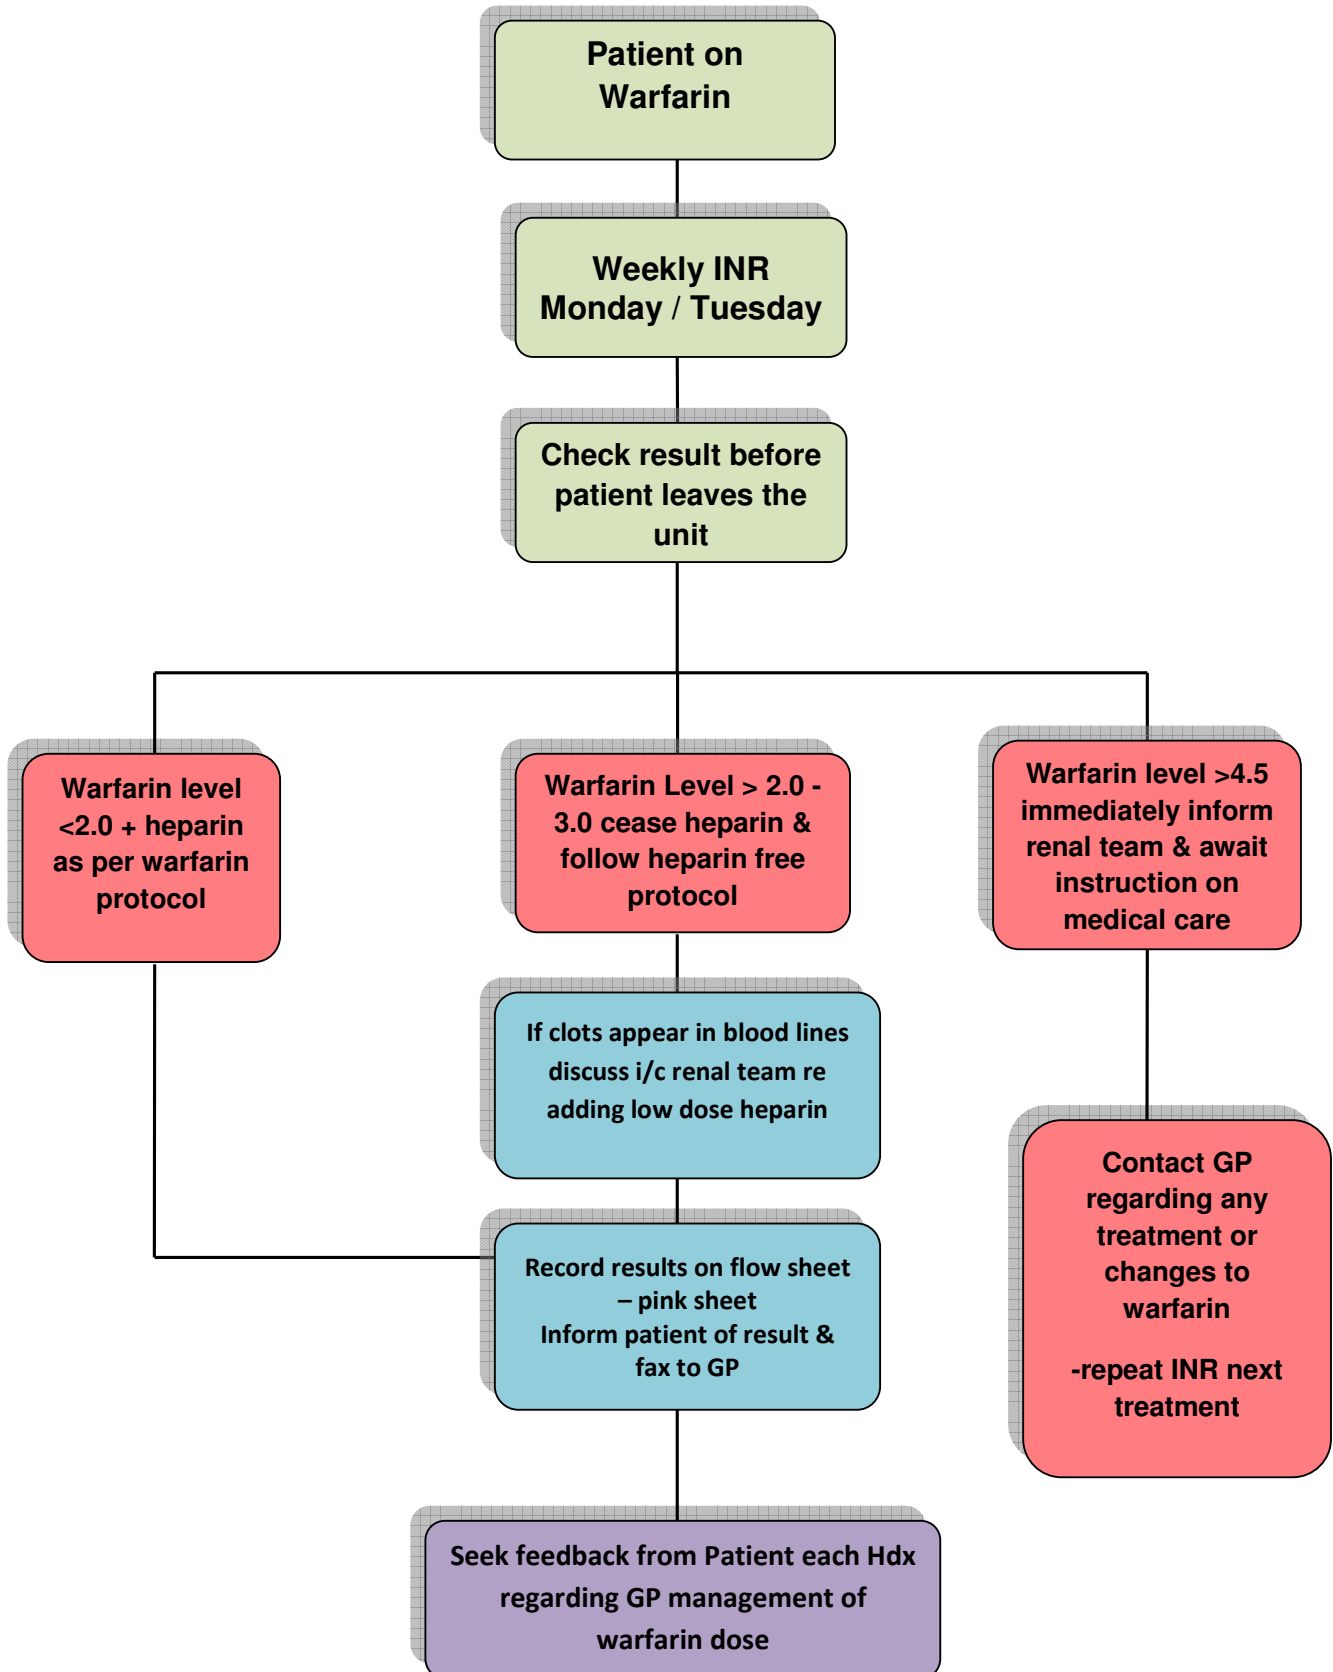 Patient on
Warfarin
Weekly INR
Monday / Tuesday
Check result before
patient leaves the
unit
Warfarin level
<2.0 + heparin
as per warfarin
protocol
Warfarin Level > 2.0 -
3.0 cease heparin &
follow heparin free
protocol
Warfarin level >4.5
immediately inform
renal team & await
instruction on
medical care
If clots appear in blood lines
discuss i/c renal team re
adding low dose heparin
Contact GP
regarding any
treatment or
changes to
warfarin
-repeat INR next
treatment
Record results on flow sheet
– pink sheet
Inform patient of result &
fax to GP
Seek feedback from Patient each Hdx
regarding GP management of
warfarin dose